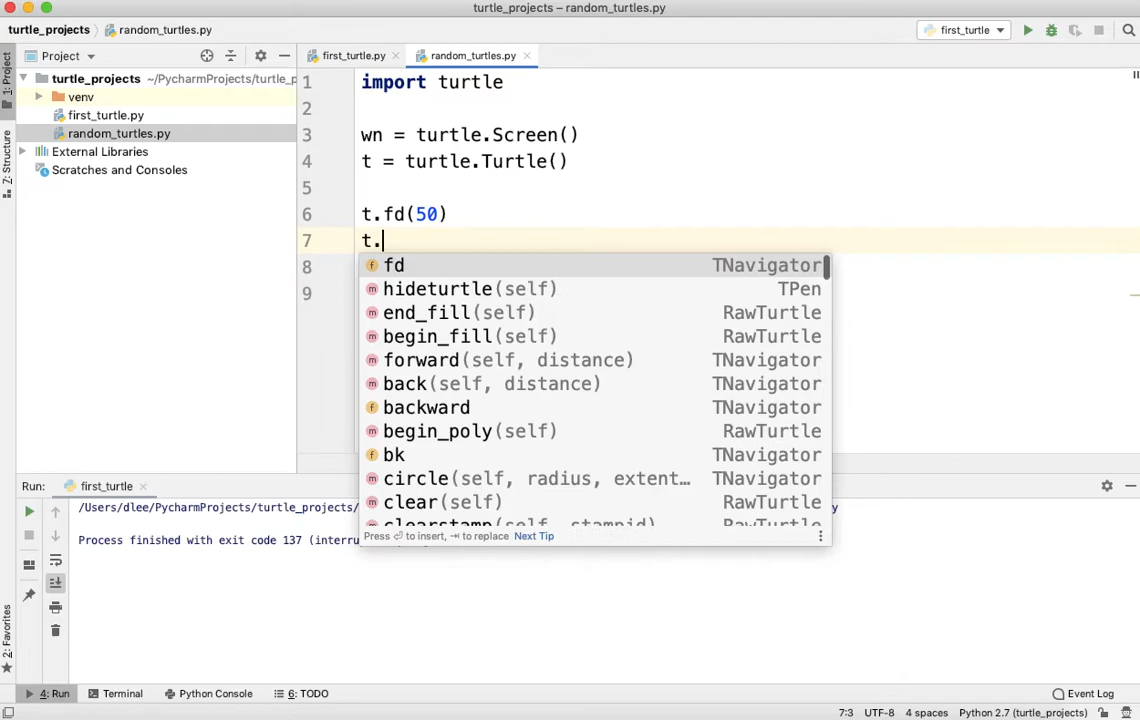 turtle_projects – random_turtles.py
turtle_projects random_turtles.py first_turtle
Project first_turtle.py random_turtles.py
1: Project
Z: Structure
2: Favorites
turtle_projects ~/PycharmProjects/turtle_p
venv
first_turtle.py
random_turtles.py
External Libraries
Scratches and Consoles
1 import turtle
2
3 wn = turtle.Screen()
4 t = turtle.Turtle()
5
6 t.fd(50)
7 t.
8
9
fd TNavigator
hideturtle(self) TPen
end_fill(self) RawTurtle
begin_fill(self) RawTurtle
forward(self, distance) TNavigator
back(self, distance) TNavigator
backward TNavigator
begin_poly(self) RawTurtle
bk TNavigator
circle(self, radius, extent… TNavigator
clear(self) RawTurtle
clearstamp(self, stampid) RawTurtle
Press ⏎ to insert, ⇥ to replace Next Tip
Run: first_turtle
/Users/dlee/PycharmProjects/turtle_projects/ y
Process finished with exit code 137 (interru
4: Run Terminal Python Console 6: TODO Event Log
7:3 UTF-8 4 spaces Python 2.7 (turtle_projects)